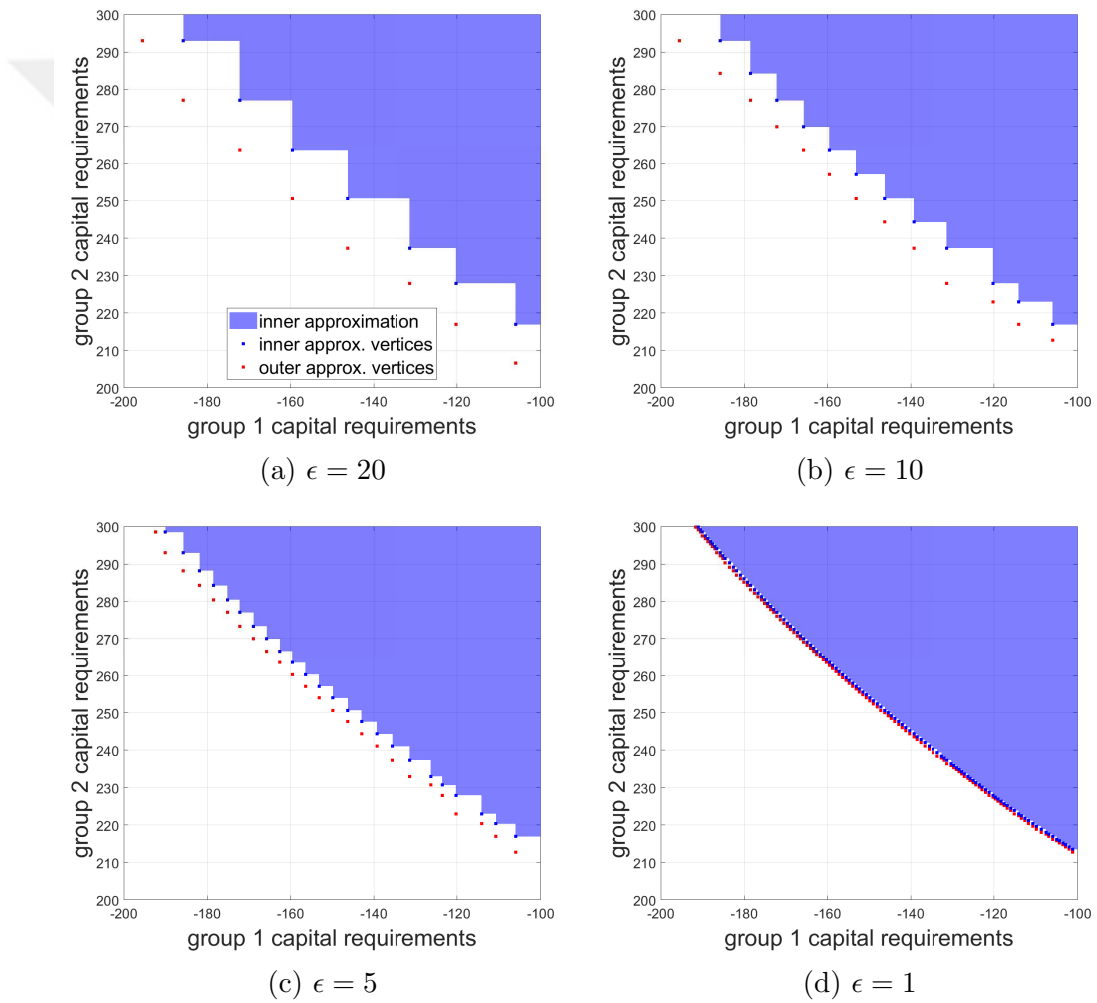 300
290
280
270
260
250
240
230
220
210
200
group 2 capital requirements
inner approximation
inner approx. vertices
outer approx. vertices
-200 -180 -160 -140 -120 -100
group 1 capital requirements
(a) ϵ = 20
300
290
280
270
260
250
240
230
220
210
200
group 2 capital requirements
-200 -180 -160 -140 -120 -100
group 1 capital requirements
(b) ϵ = 10
300
290
280
270
260
250
240
230
220
210
200
group 2 capital requirements
-200 -180 -160 -140 -120 -100
group 1 capital requirements
(c) ϵ = 5
300
290
280
270
260
250
240
230
220
210
200
group 2 capital requirements
-200 -180 -160 -140 -120 -100
group 1 capital requirements
(d) ϵ = 1